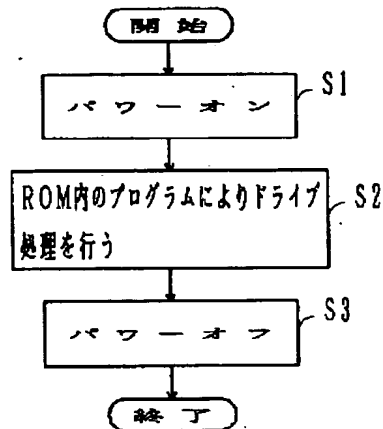 開始
パワーオン
S1
ROM内のプログラムによりドライブ
処理を行う
S2
パワーオフ
S3
終了